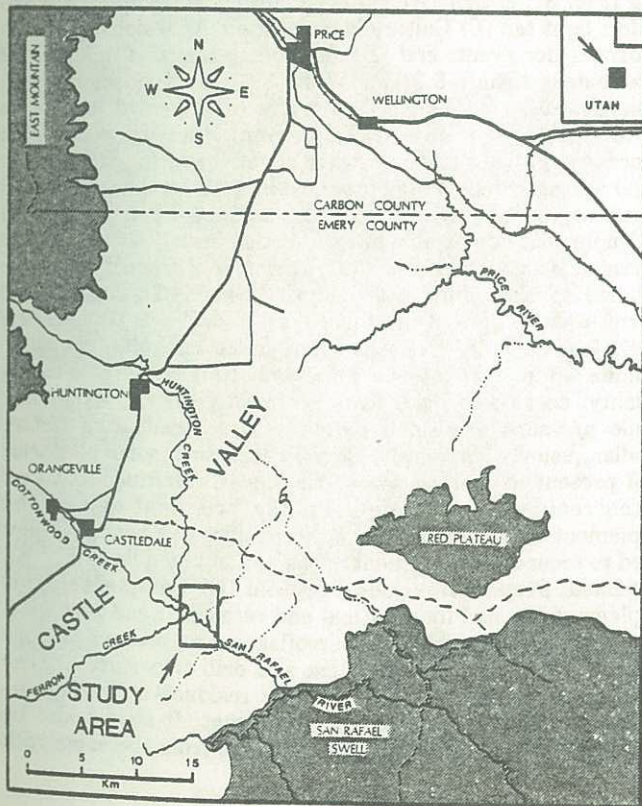 PRICE
UTAH
EAST MOUNTAIN
N
W E
S
WELLINGTON
CARBON COUNTY
EMERY COUNTY
PRICE RIVER
HUNTINGTON
HUNTINGTON CREEK
VALLEY
ORANGEVILLE
COTTONWOOD CREEK
CASTLEDALE
RED PLATEAU
CASTLE
FERRON CREEK
SAN RAFAEL RIVER
STUDY
AREA
SAN RAFAEL
SWELL
0 5 10 15
Km